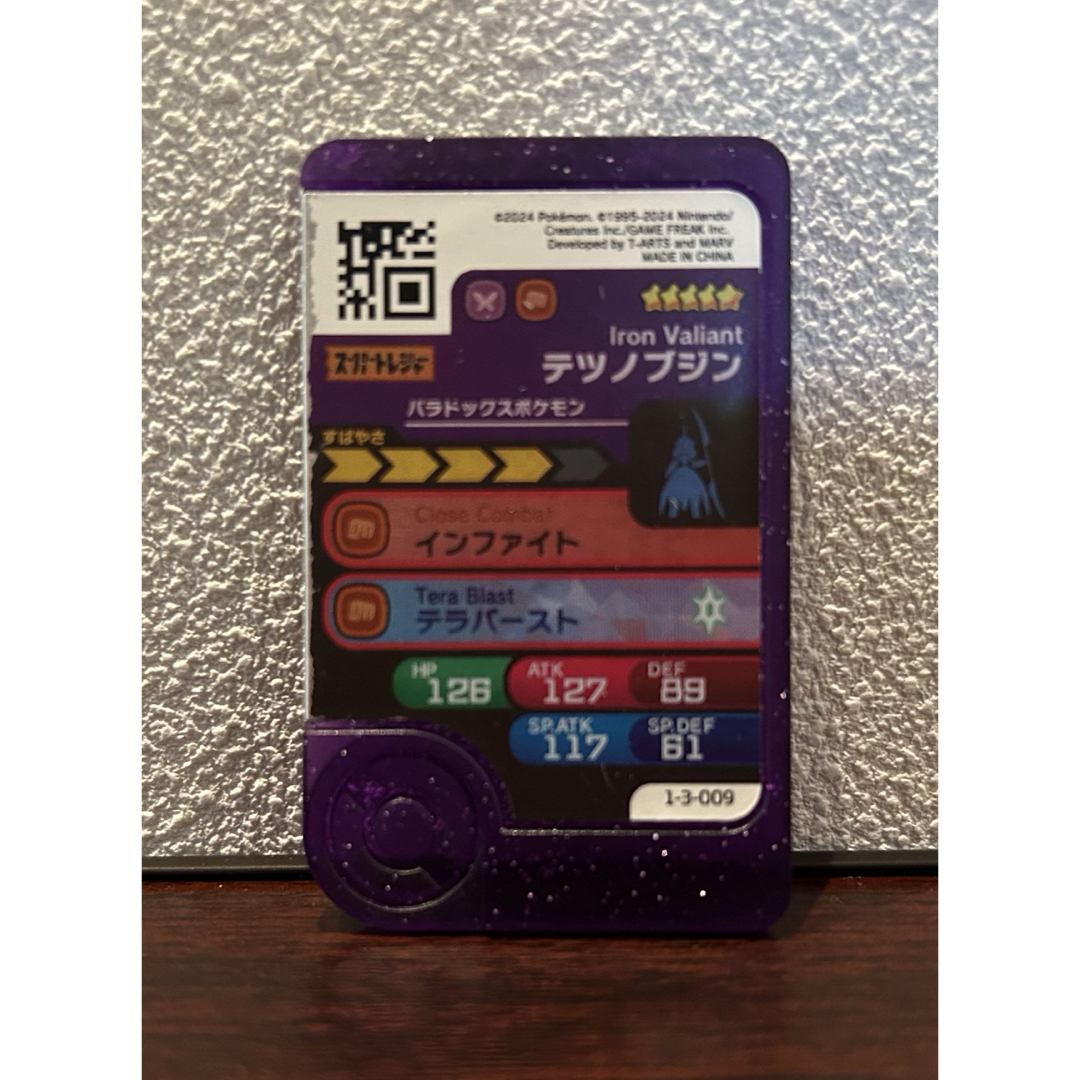 ©2024 Pokémon. ©1995-2024 Nintendo/
Creatures Inc./GAME FREAK inc.
Developed by T-ARTS and MARV
MADE IN CHINA
Iron Valiant
スーパートレジャー
テツノブジン
パラドックスポケモン
すばやさ
Close Combat
インファイト
Tera Blast
テラバースト
HP ATK DEF
126 127 89
SP.ATK SP.DEF
117 61
1-3-009